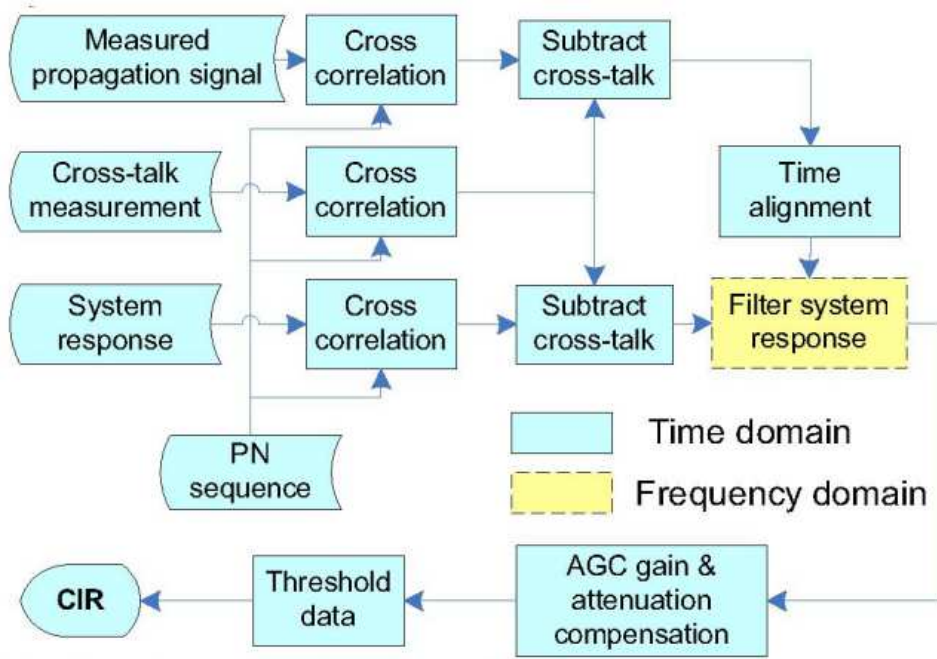 Measured
propagation signal
Cross
correlation
Subtract
cross-talk
Cross-talk
measurement
Cross
correlation
Time
alignment
System
response
Cross
correlation
Subtract
cross-talk
Filter system
response
PN
sequence
Time domain
Frequency domain
CIR
Threshold
data
AGC gain &
attenuation
compensation